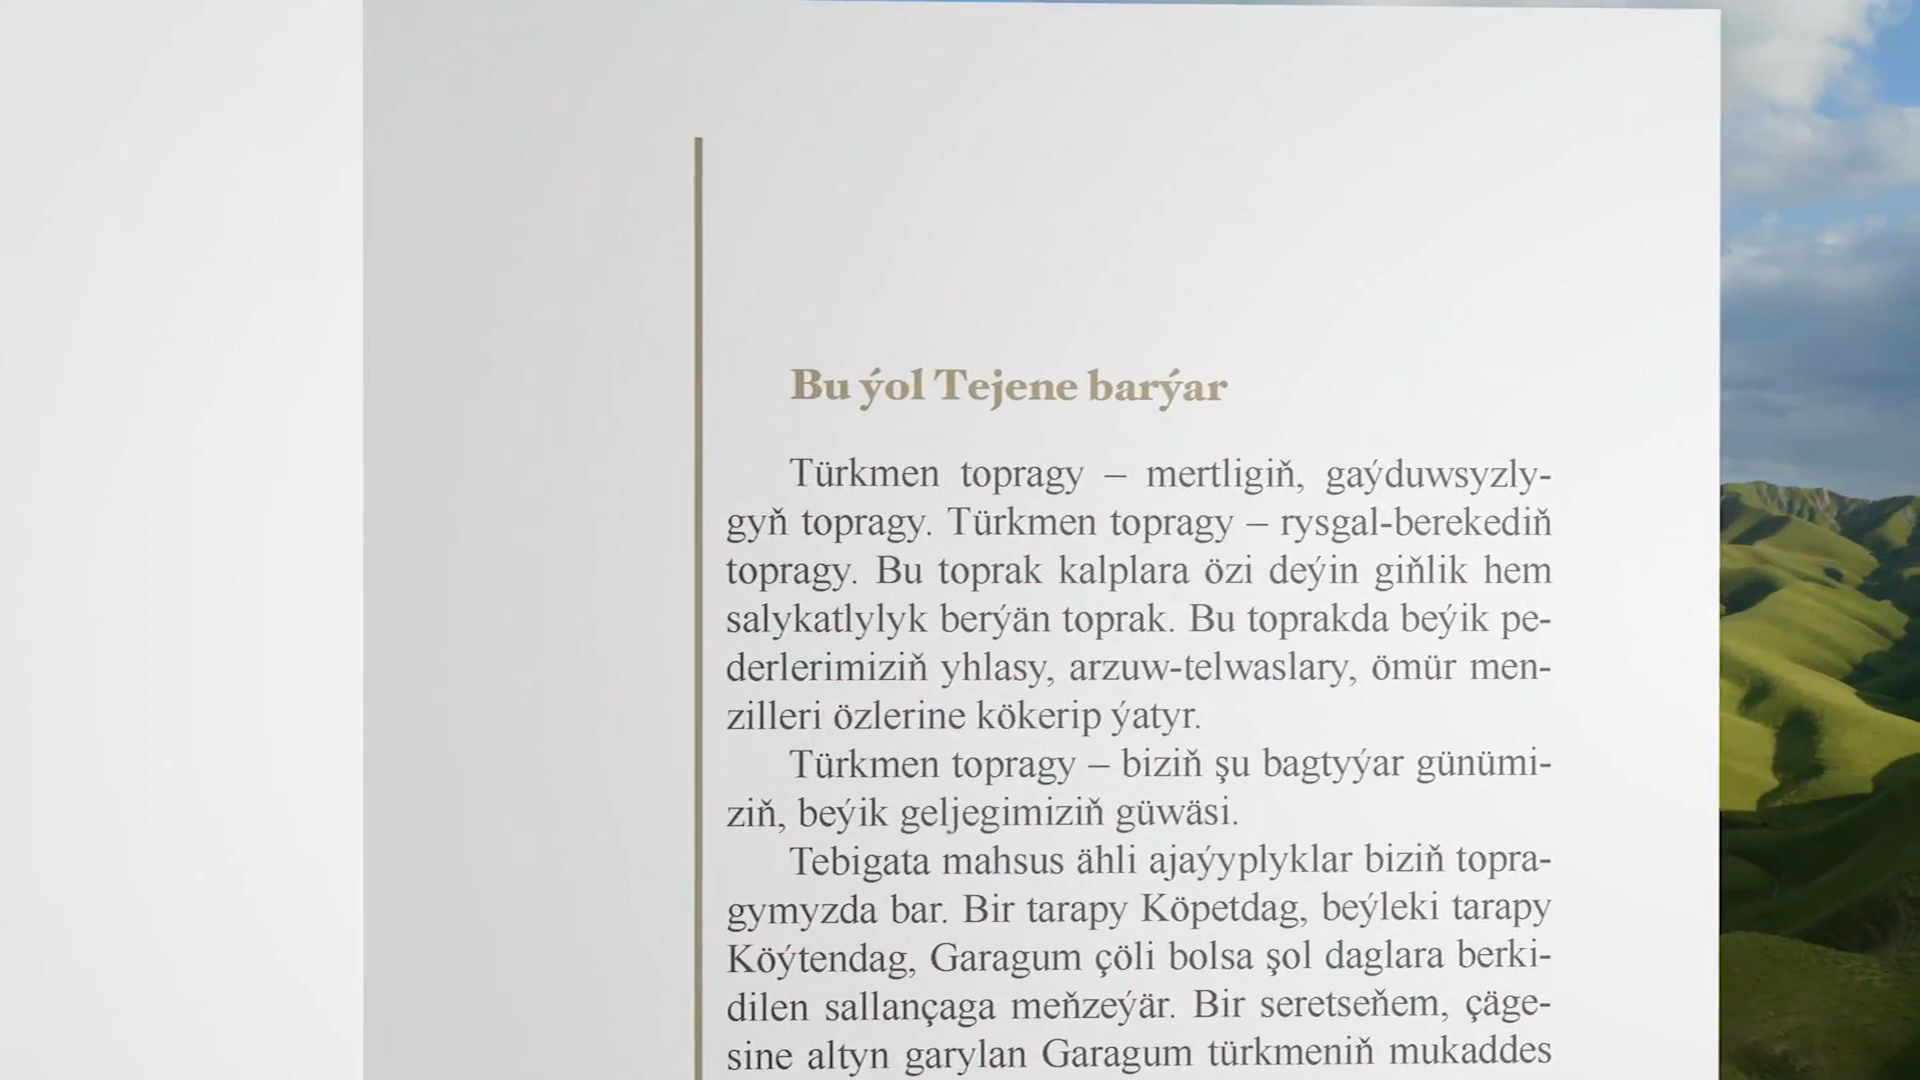 Bu ýol Tejene barýar
Türkmen topragy – mertligiň, gaýduwsyzly-
gyň topragy. Türkmen topragy – rysgal-berekediň
topragy. Bu toprak kalplara özi deýin giňlik hem
salykatlylyk berýän toprak. Bu toprakda beýik pe-
derlerimiziň yhlasy, arzuw-telwaslary, ömür men-
zilleri özlerine kökerip ýatyr.
Türkmen topragy – biziň şu bagtyýar günümi-
ziň, beýik geljegimiziň güwäsi.
Tebigata mahsus ähli ajaýyplyklar biziň topra-
gymyzda bar. Bir tarapy Köpetdag, beýleki tarapy
Köýtendag, Garagum çöli bolsa şol daglara berki-
dilen sallançaga meňzeýär. Bir seretseňem, çäge-
sine altyn garylan Garagum türkmeniň mukaddes